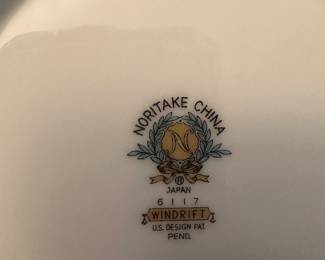 NORITAKE CHINA
N
®
JAPAN
6117
WINDRIFT
U.S. DESIGN PAT.
PEND.